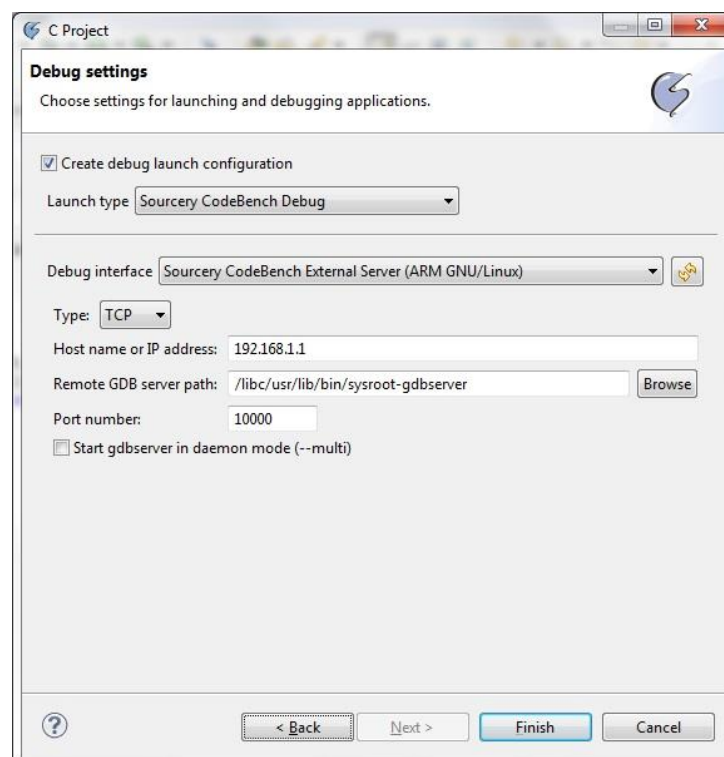 C Project
Debug settings
Choose settings for launching and debugging applications.
Create debug launch configuration
Launch type Sourcery CodeBench Debug
Debug interface Sourcery CodeBench External Server (ARM GNU/Linux)
Type: TCP
Host name or IP address: 192.168.1.1
Remote GDB server path: /libc/usr/lib/bin/sysroot-gdbserver Browse
Port number: 10000
Start gdbserver in daemon mode (--multi)
? < Back Next > Finish Cancel